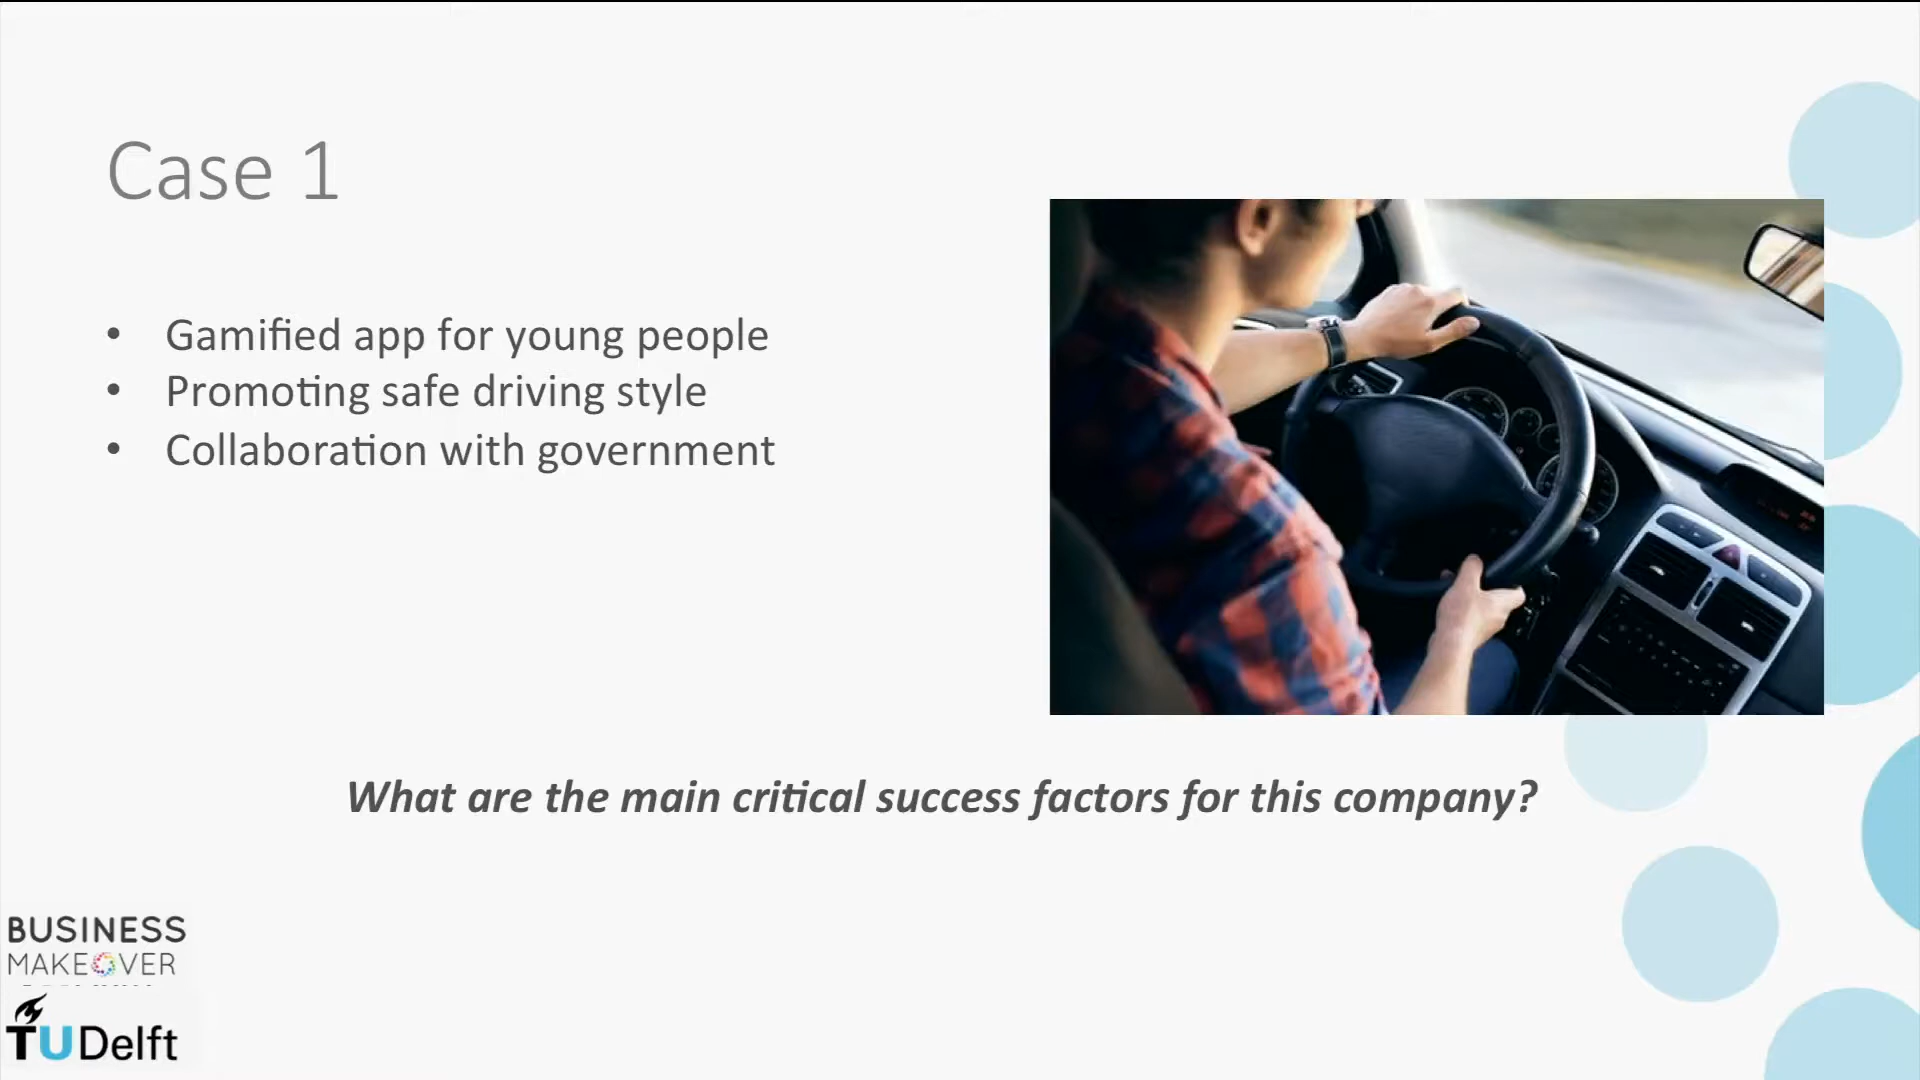 Case 1
• Gamified app for young people
• Promoting safe driving style
• Collaboration with government
What are the main critical success factors for this company?
BUSINESS
MAKEOVER
TUDelft